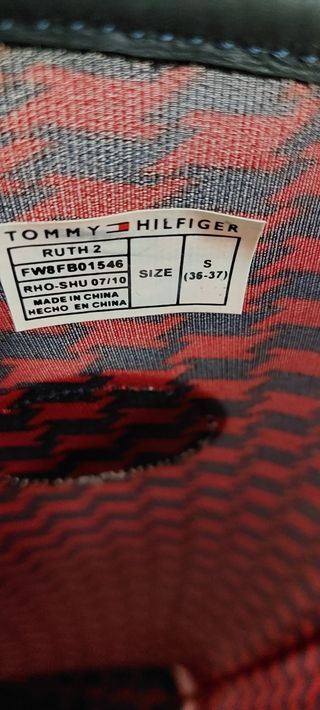 TOMMY HILFIGER
RUTH 2
FW8FB01546
RHO-SHU 07/10
MADE IN CHINA
HECHO EN CHINA
SIZE
S
(36-37)